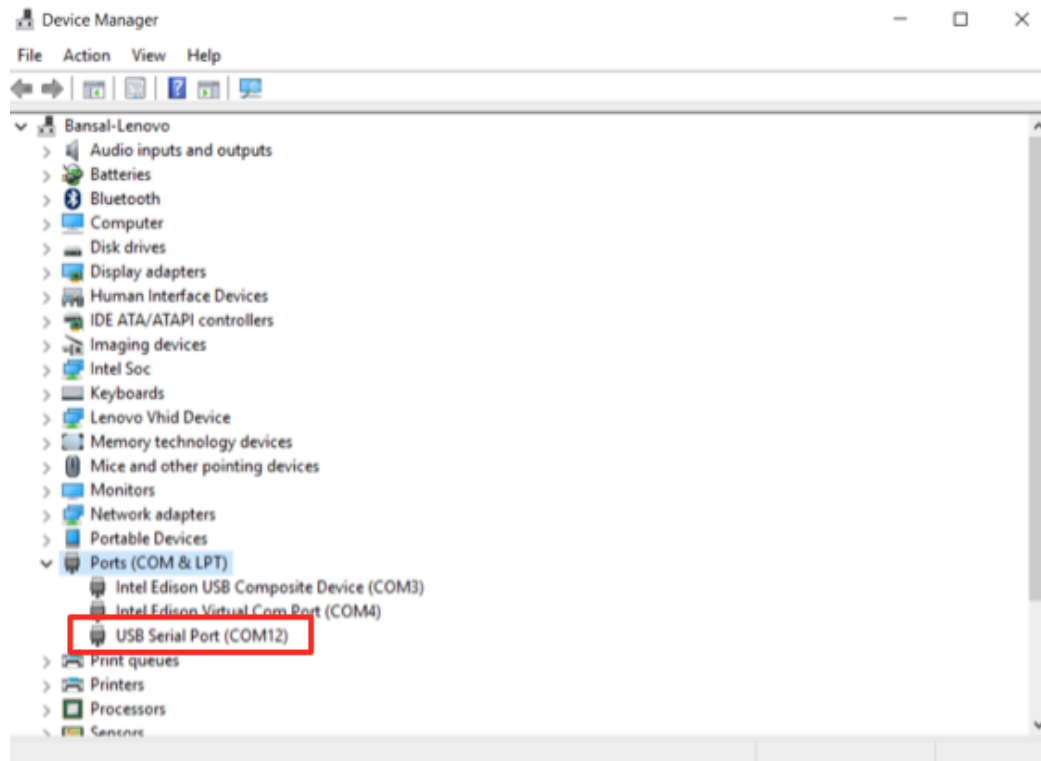 Device Manager
File Action View Help
Bansal-Lenovo
Audio inputs and outputs
Batteries
Bluetooth
Computer
Disk drives
Display adapters
Human Interface Devices
IDE ATA/ATAPI controllers
Imaging devices
Intel Soc
Keyboards
Lenovo Vhid Device
Memory technology devices
Mice and other pointing devices
Monitors
Network adapters
Portable Devices
Ports (COM & LPT)
Intel Edison USB Composite Device (COM3)
Intel Edison Virtual Com Port (COM4)
USB Serial Port (COM12)
Print queues
Printers
Processors
Sensors